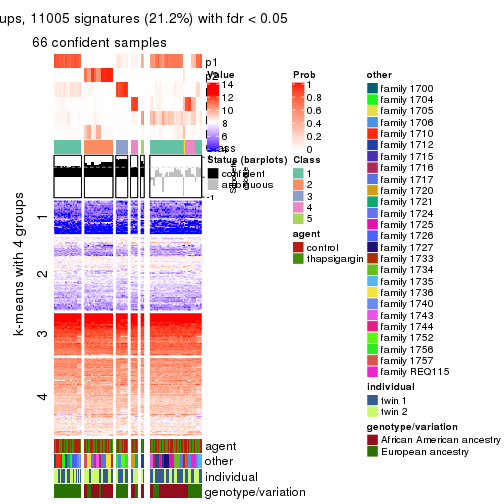 ups, 11005 signatures (21.2%) with fdr < 0.05
66 confident samples
p1
p2
Class
k-means with 4 groups
1
2
3
4
agent
other
individual
genotype/variation
Value
14
12
10
8
6
4
Status (barplots)
confident
ambiguous
-1
Prob
1
0.8
0.6
0.4
0.2
0
Class
1
2
3
4
5
agent
control
thapsigargin
other
family 1700
family 1704
family 1705
family 1706
family 1710
family 1712
family 1715
family 1716
family 1717
family 1720
family 1721
family 1724
family 1725
family 1726
family 1727
family 1733
family 1734
family 1735
family 1736
family 1740
family 1743
family 1744
family 1752
family 1756
family 1757
family REQ115
individual
twin 1
twin 2
genotype/variation
African American ancestry
European ancestry